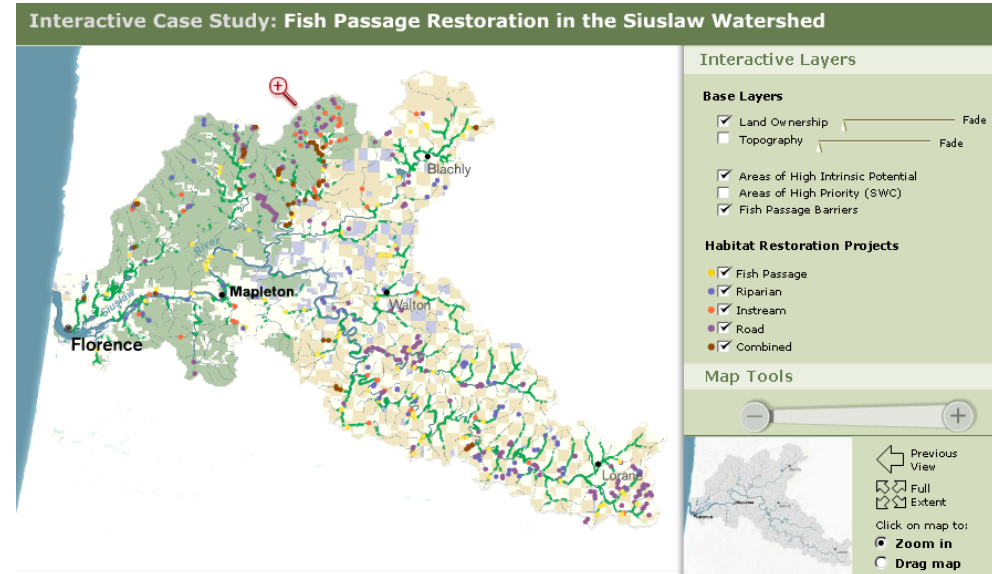 Interactive Case Study: Fish Passage Restoration in the Siuslaw Watershed
Blachly
River
Mapleton
Siuslaw
Walton
Florence
Lorane
Interactive Layers
Base Layers
Land Ownership Fade
Topography Fade
Areas of High Intrinsic Potential
Areas of High Priority (SWC)
Fish Passage Barriers
Habitat Restoration Projects
Fish Passage
Riparian
Instream
Road
Combined
Map Tools
Previous
View
Full
Extent
Click on map to:
Zoom in
Drag map
Florence